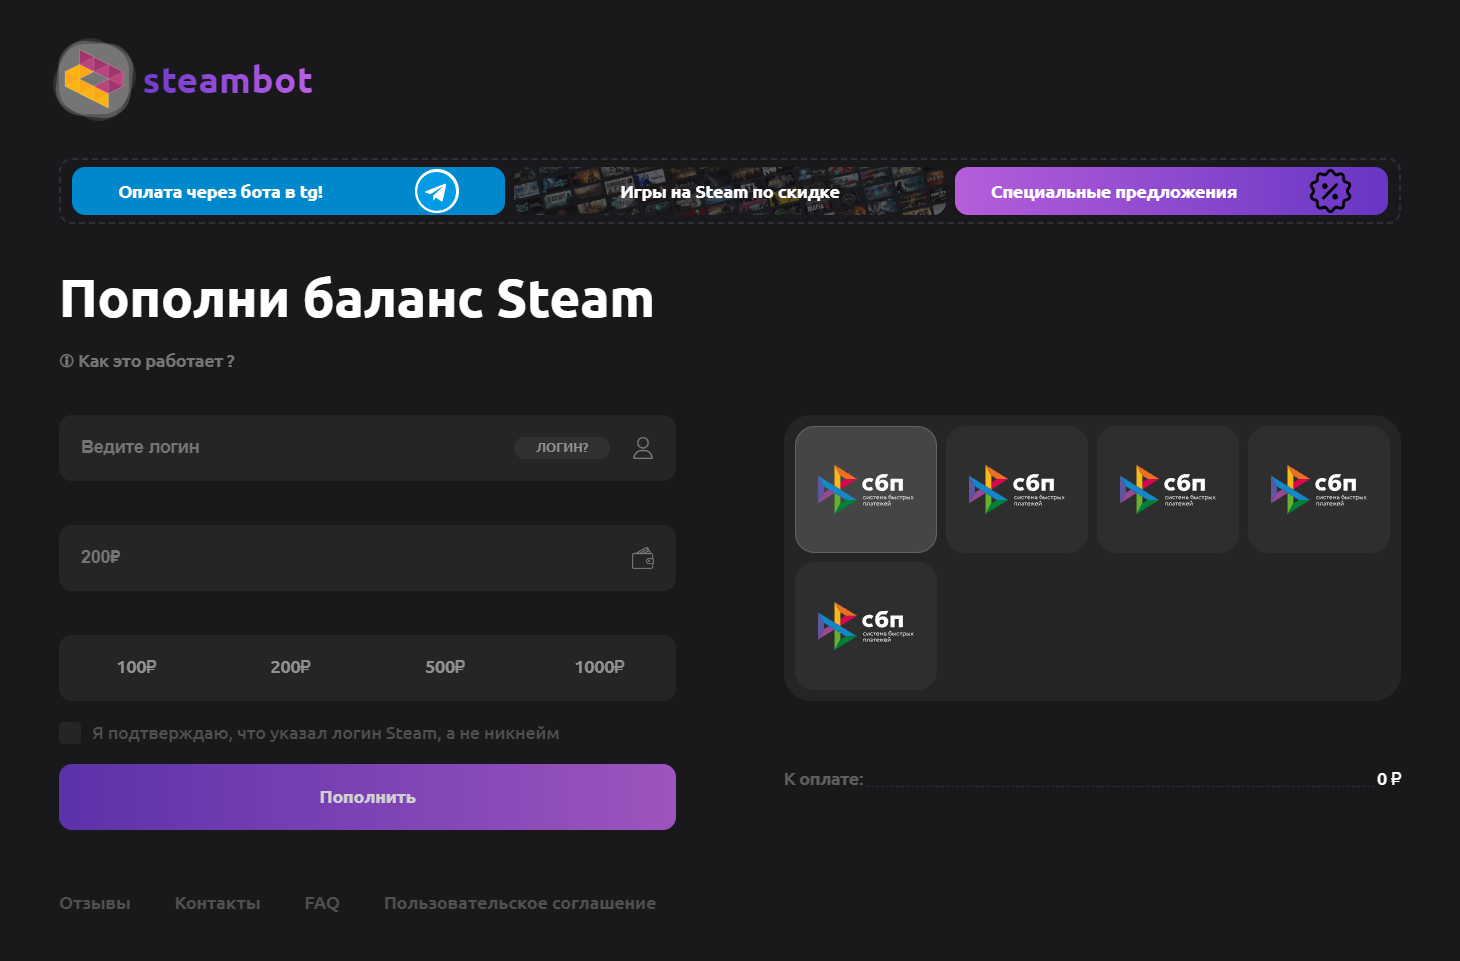 steambot
Оплата через бота в tg!
Игры на Steam по скидке
Специальные предложения
Пополни баланс Steam
Как это работает ?
Ведите логин
ЛОГИН?
200₽
100₽ 200₽ 500₽ 1000₽
Я подтверждаю, что указал логин Steam, а не никнейм
Пополнить
сбп
система быстрых
платежей
сбп
система быстрых
платежей
сбп
система быстрых
платежей
сбп
система быстрых
платежей
сбп
система быстрых
платежей
К оплате: 0 ₽
Отзывы Контакты FAQ Пользовательское соглашение